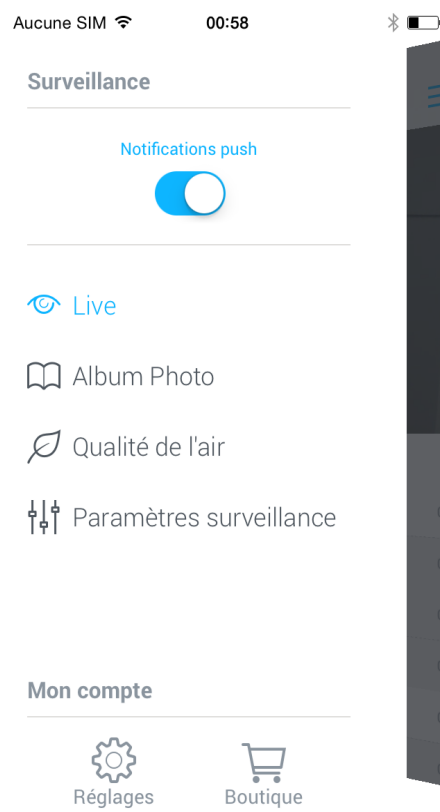 Aucune SIM 00:58
Surveillance
Notifications push
Live
Album Photo
Qualité de l'air
Paramètres surveillance
Mon compte
Réglages Boutique